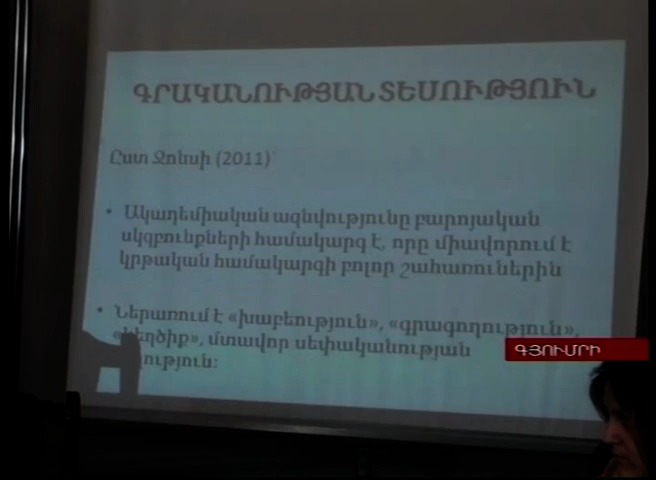 ԳՐԱԿԱՆՈՒԹՅԱՆ ՏԵՍՈՒԹՅՈՒՆ
Ըստ Ջոնսի (2011)
• Ակադեմիական ազնվությունը բարոյական
սկզբունքների համակարգ է, որը միավորում է
կրթական համակարգի բոլոր շահառուներին
• Ներառում է «խաբեություն», «գրագողություն»,
մտավոր սեփականության
ԳՅՈՒՄՐԻ